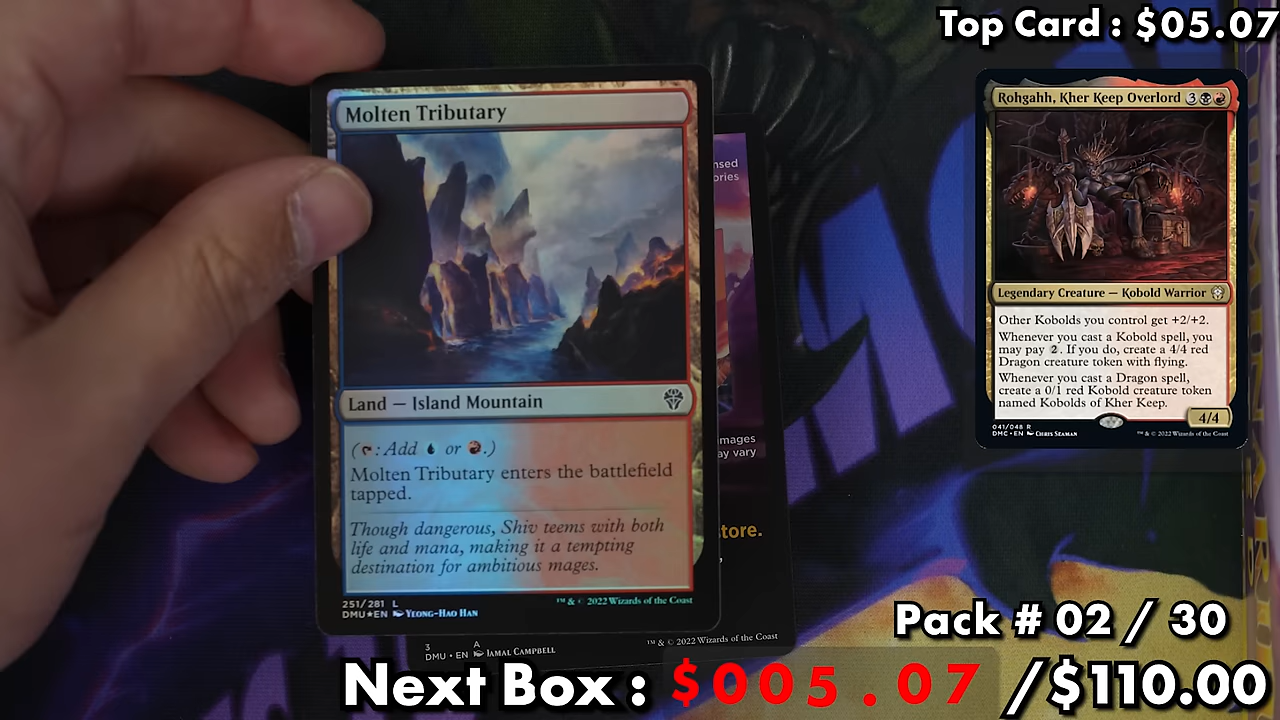 Top Card : $05.07
Molten Tributary
Land — Island Mountain
( : Add or .)
Molten Tributary enters the battlefield
tapped.
Though dangerous, Shiv teems with both
life and mana, making it a tempting
destination for ambitious mages.
251/281 L
DMU★EN Yeong-Hao Han
™ & © 2022 Wizards of the Coast
nsed
ories
mages
ay vary
tore.
3 A
DMU • EN Jamal Campbell
™ & © 2022 Wizards of the Coast
Rohgahh, Kher Keep Overlord 3
Legendary Creature — Kobold Warrior
Other Kobolds you control get +2/+2.
Whenever you cast a Kobold spell, you
may pay 2. If you do, create a 4/4 red
Dragon creature token with flying.
Whenever you cast a Dragon spell,
create a 0/1 red Kobold creature token
named Kobolds of Kher Keep.
4/4
041/048 R
DMC • EN Chris Seaman
™ & © 2022 Wizards of the Coast
Pack # 02 / 30
Next Box : $005.07 /$110.00